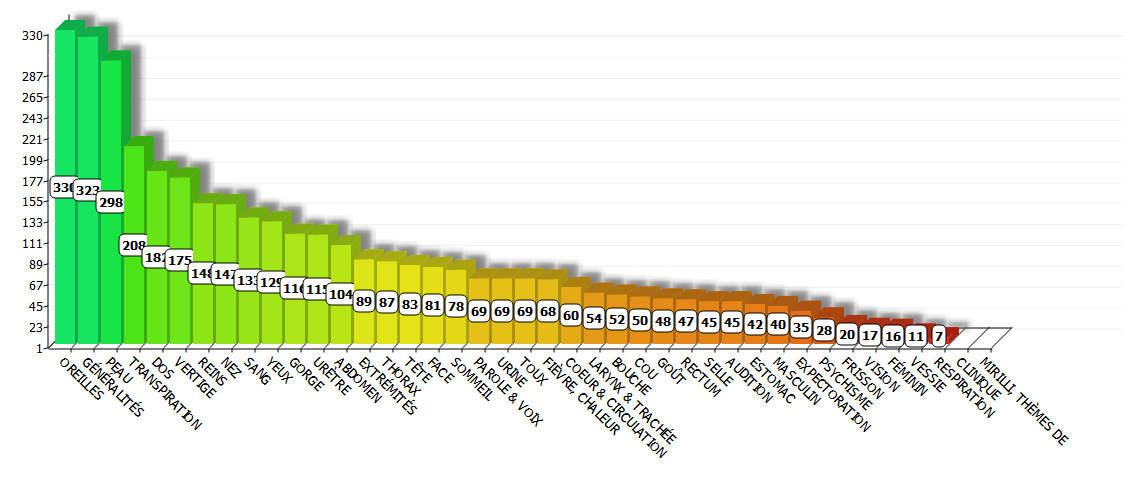 330
287
265
243
221
199
177
155
133
111
89
67
45
23
1
330
323
298
208
182
175
148
147
133
129
116
115
104
89
87
83
81
78
69
69
69
68
60
54
52
50
48
47
45
45
42
40
35
28
20
17
16
11
7
OREILLES
GÉNÉRALITÉS
PEAU
TRANSPIRATION
DOS
VERTIGE
REINS
NEZ
SANG
YEUX
GORGE
URÈTRE
ABDOMEN
EXTRÉMITÉS
THORAX
TÊTE
FACE
SOMMEIL
PAROLE & VOIX
URINE
TOUX
FIÈVRE, CHALEUR
COEUR & CIRCULATION
LARYNX & TRACHÉE
BOUCHE
COU
GOÛT
RECTUM
SELLE
AUDITION
ESTOMAC
MASCULIN
EXPECTORATION
PSYCHISME
FRISSON
VISION
FÉMININ
VESSIE
RESPIRATION
CLINIQUE
MIRILLI, THÈMES DE